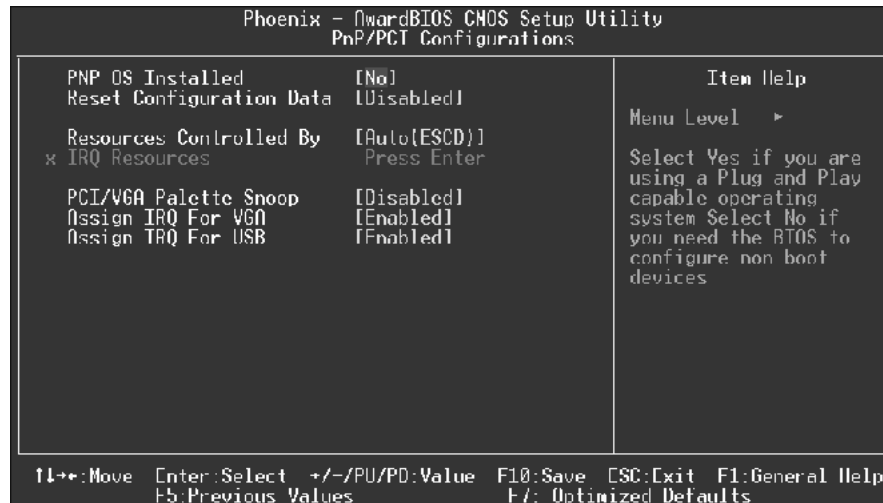 Phoenix - AwardBIOS CMOS Setup Utility
PnP/PCI Configurations
PNP OS Installed [No]
Reset Configuration Data [Disabled]
Resources Controlled By [Auto(ESCD)]
x IRQ Resources Press Enter
PCI/VGA Palette Snoop [Disabled]
Assign IRQ For VGA [Enabled]
Assign IRQ For USB [Enabled]
Item Help
Menu Level ►
Select Yes if you are
using a Plug and Play
capable operating
system Select No if
you need the BIOS to
configure non boot
devices
↑↓→←:Move Enter:Select +/-/PU/PD:Value F10:Save ESC:Exit F1:General Help
F5:Previous Values F7: Optimized Defaults